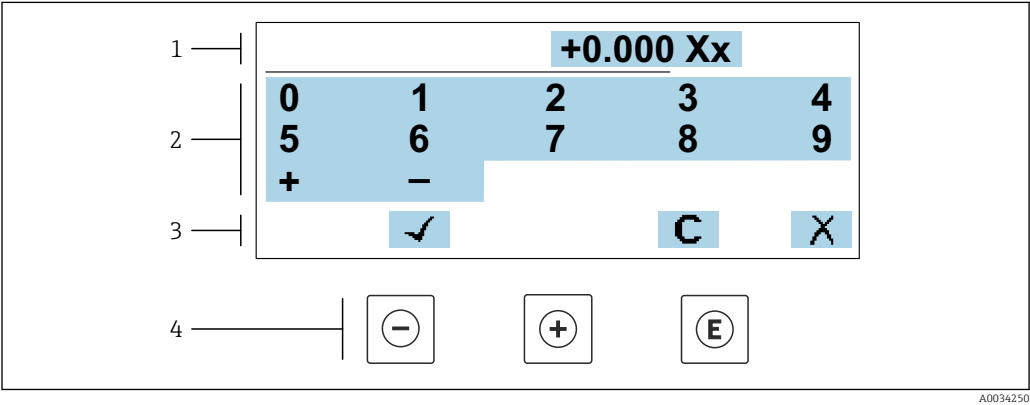 1 +0.000 Xx
0 1 2 3 4
2 5 6 7 8 9
+ −
3 ✓ C X
4 − + E
A0034250